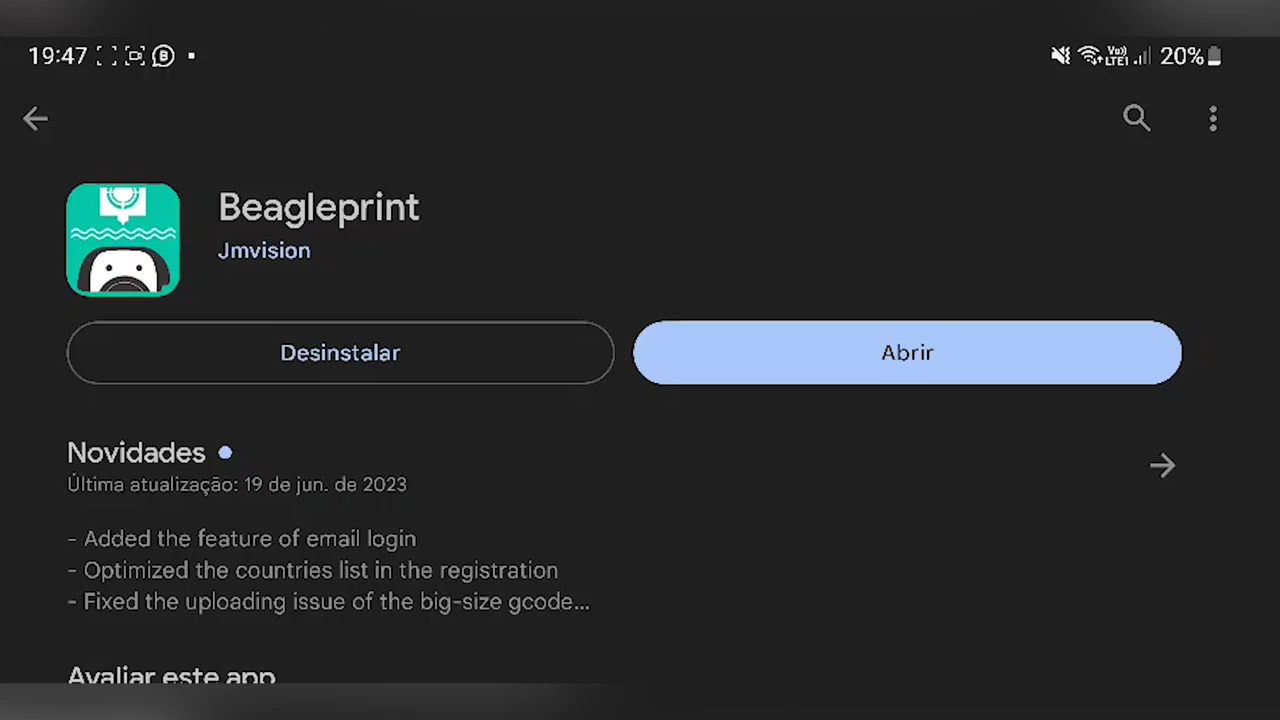 19:47
Vo))
LTE1
20%
Beagleprint
Jmvision
Desinstalar
Abrir
Novidades
Última atualização: 19 de jun. de 2023
- Added the feature of email login
- Optimized the countries list in the registration
- Fixed the uploading issue of the big-size gcode...
Avaliar este app